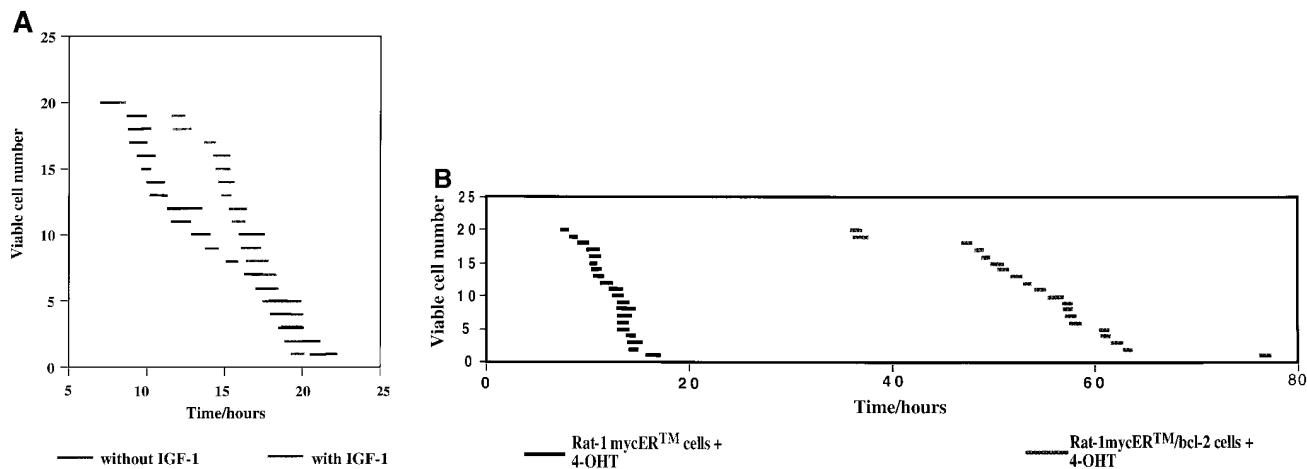 A
25
20
15
10
5
0
Viable cell number
5 10 15 20 25
Time/hours
without IGF-1 with IGF-1
B
25
20
15
10
5
0
Viable cell number
0 20 40 60 80
Time/hours
Rat-1 mycER™ cells +
4-OHT
Rat-1mycER™/bcl-2 cells +
4-OHT